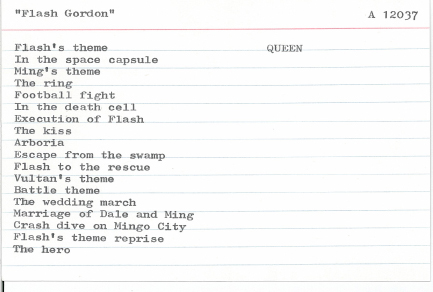 "Flash Gordon" A 12037
Flash's theme QUEEN
In the space capsule
Ming's theme
The ring
Football fight
In the death cell
Execution of Flash
The kiss
Arboria
Escape from the swamp
Flash to the rescue
Vultan's theme
Battle theme
The wedding march
Marriage of Dale and Ming
Crash dive on Mingo City
Flash's theme reprise
The hero